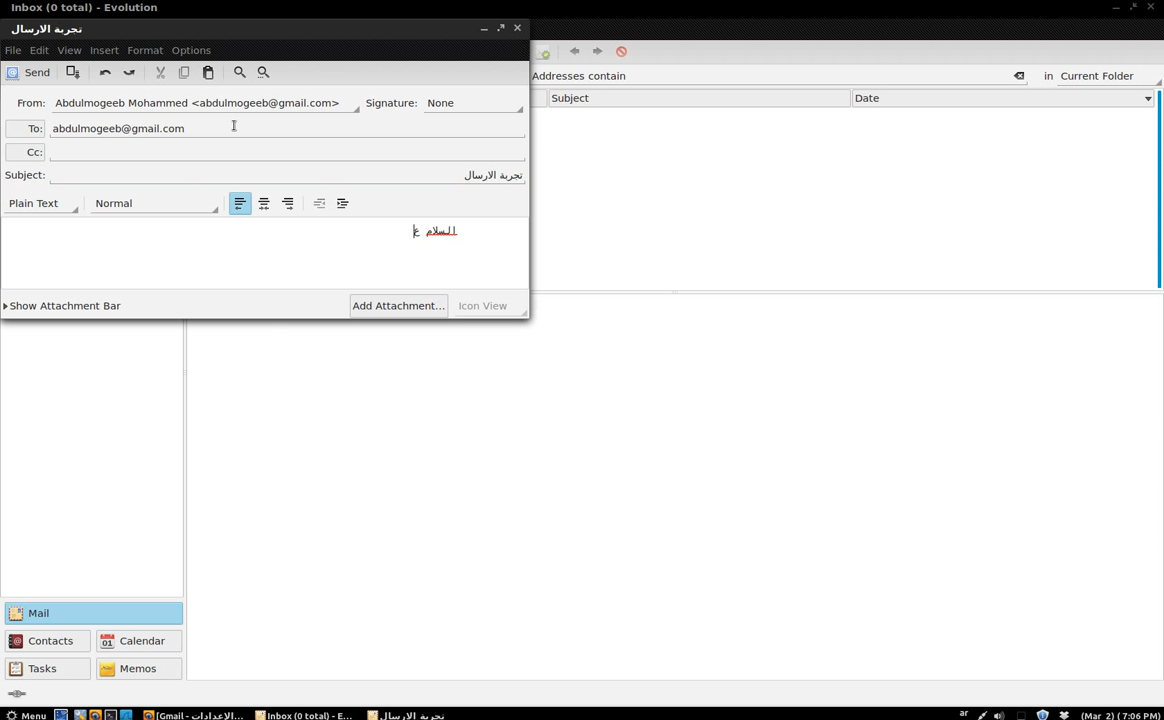 Inbox (0 total) - Evolution
تجربة الارسال
File Edit View Insert Format Options
Send
From: Abdulmogeeb Mohammed <abdulmogeeb@gmail.com> Signature: None
To: abdulmogeeb@gmail.com
Cc:
Subject: تجربة الارسال
Plain Text Normal
السلام ع
Show Attachment Bar Add Attachment... Icon View
Addresses contain in Current Folder
Subject Date
Mail
Contacts Calendar
01
Tasks Memos
Menu [Gmail - الإعدادات... Inbox (0 total) - E... تجربة الارسال ar (Mar 2) ( 7:06 PM)